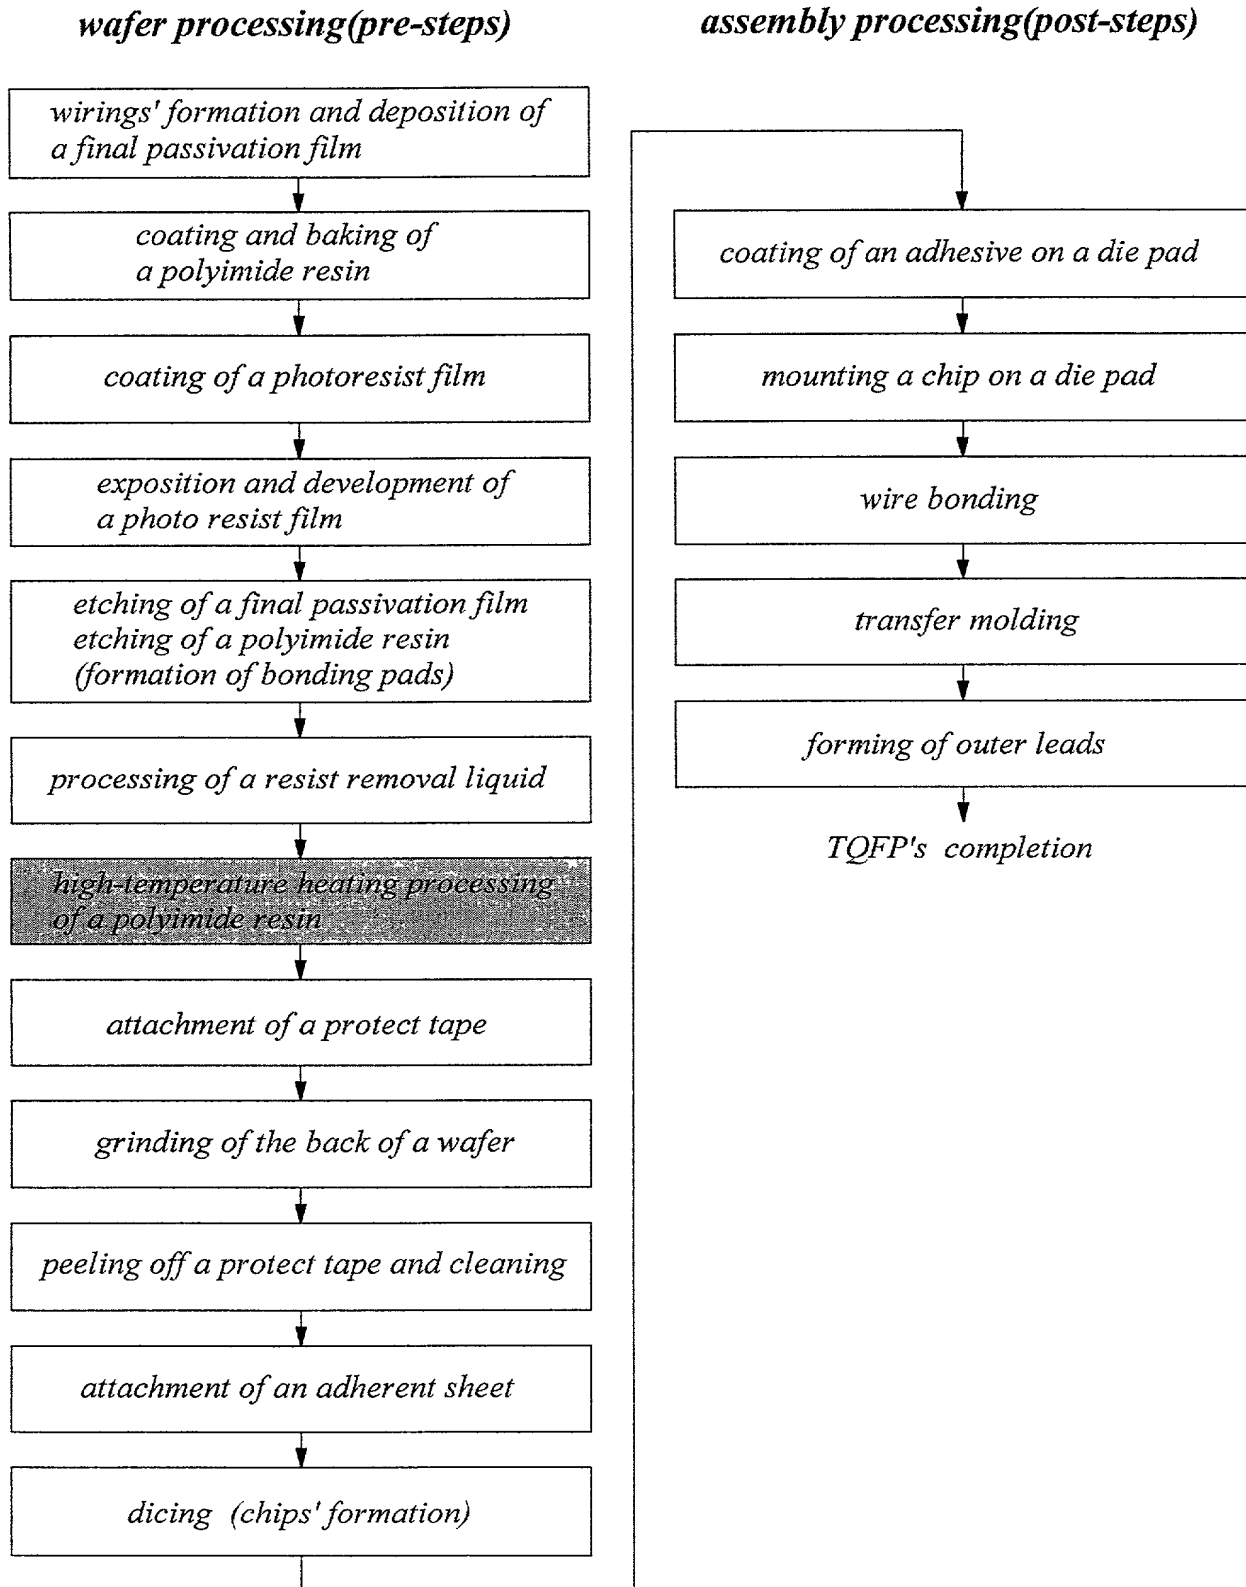 wafer processing(pre-steps)
wirings' formation and deposition of
a final passivation film
coating and baking of
a polyimide resin
coating of a photoresist film
exposition and development of
a photo resist film
etching of a final passivation film
etching of a polyimide resin
(formation of bonding pads)
processing of a resist removal liquid
high-temperature heating processing
of a polyimide resin
attachment of a protect tape
grinding of the back of a wafer
peeling off a protect tape and cleaning
attachment of an adherent sheet
dicing (chips' formation)
assembly processing(post-steps)
coating of an adhesive on a die pad
mounting a chip on a die pad
wire bonding
transfer molding
forming of outer leads
TQFP's completion